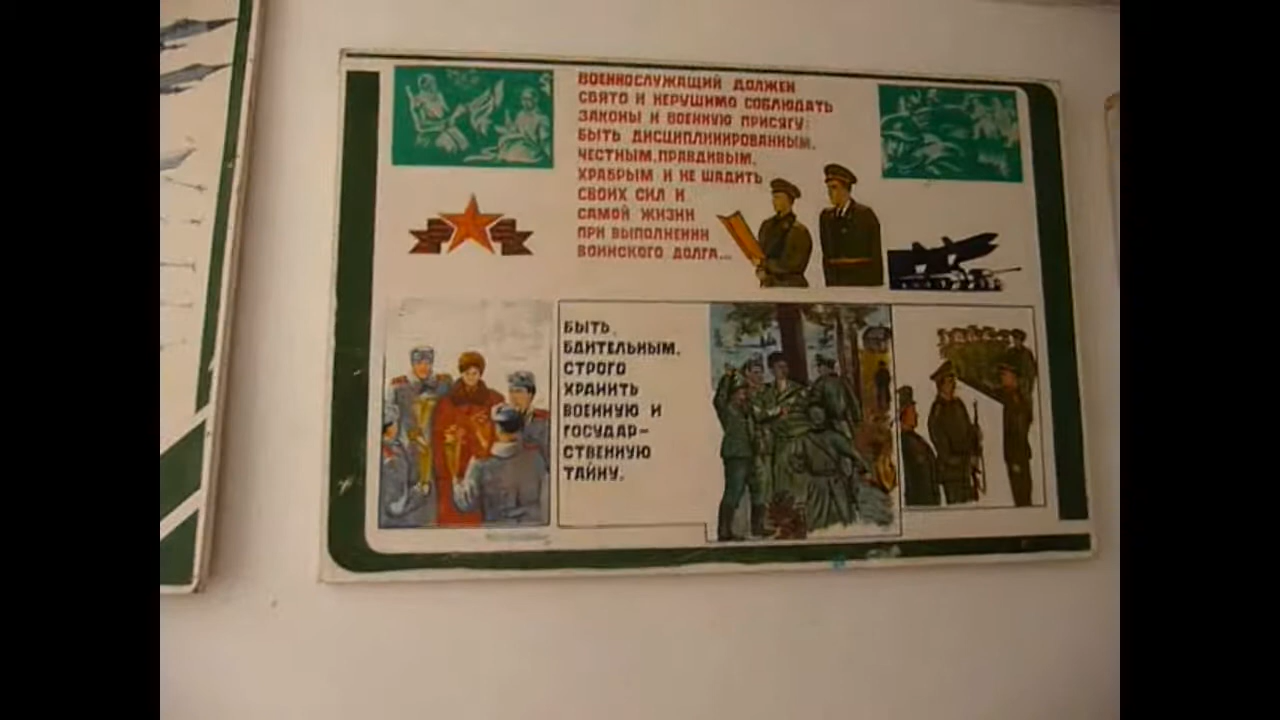 ВОЕННОСЛУЖАЩИЙ ДОЛЖЕН
СВЯТО И НЕРУШИМО СОБЛЮДАТЬ
ЗАКОНЫ И ВОЕННУЮ ПРИСЯГУ:
БЫТЬ ДИСЦИПЛИНИРОВАННЫМ,
ЧЕСТНЫМ, ПРАВДИВЫМ,
ХРАБРЫМ И НЕ ЩАДИТЬ
СВОИХ СИЛ И
САМОЙ ЖИЗНИ
ПРИ ВЫПОЛНЕНИИ
ВОИНСКОГО ДОЛГА...
БЫТЬ
БДИТЕЛЬНЫМ,
СТРОГО
ХРАНИТЬ
ВОЕННУЮ И
ГОСУДАР-
СТВЕННУЮ
ТАЙНУ.